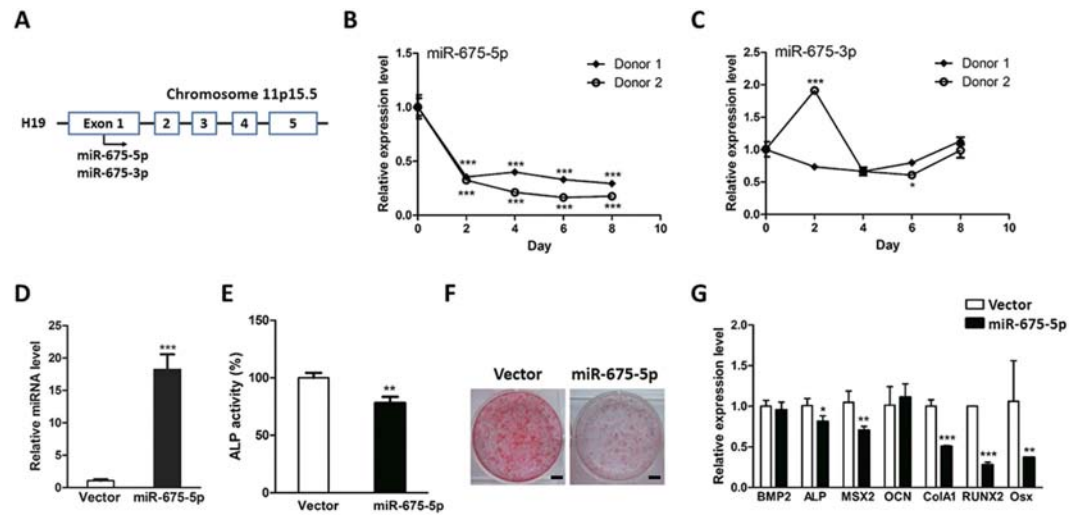 A
Chromosome 11p15.5
H19
Exon 1
2
3
4
5
miR-675-5p
miR-675-3p
B
miR-675-5p
Donor 1
Donor 2
Relative expression level
1.5
1.0
0.5
0.0
***
***
***
***
***
***
***
***
0
2
4
6
8
10
Day
C
miR-675-3p
Donor 1
Donor 2
Relative expression level
2.5
2.0
1.5
1.0
0.5
0.0
***
*
0
2
4
6
8
10
Day
D
Relative miRNA level
25
20
15
10
5
0
***
Vector
miR-675-5p
E
ALP activity (%)
150
100
50
0
**
Vector
miR-675-5p
F
Vector
miR-675-5p
G
Vector
miR-675-5p
Relative expression level
2.0
1.5
1.0
0.5
0.0
*
**
***
***
**
BMP2
ALP
MSX2
OCN
ColA1
RUNX2
Osx